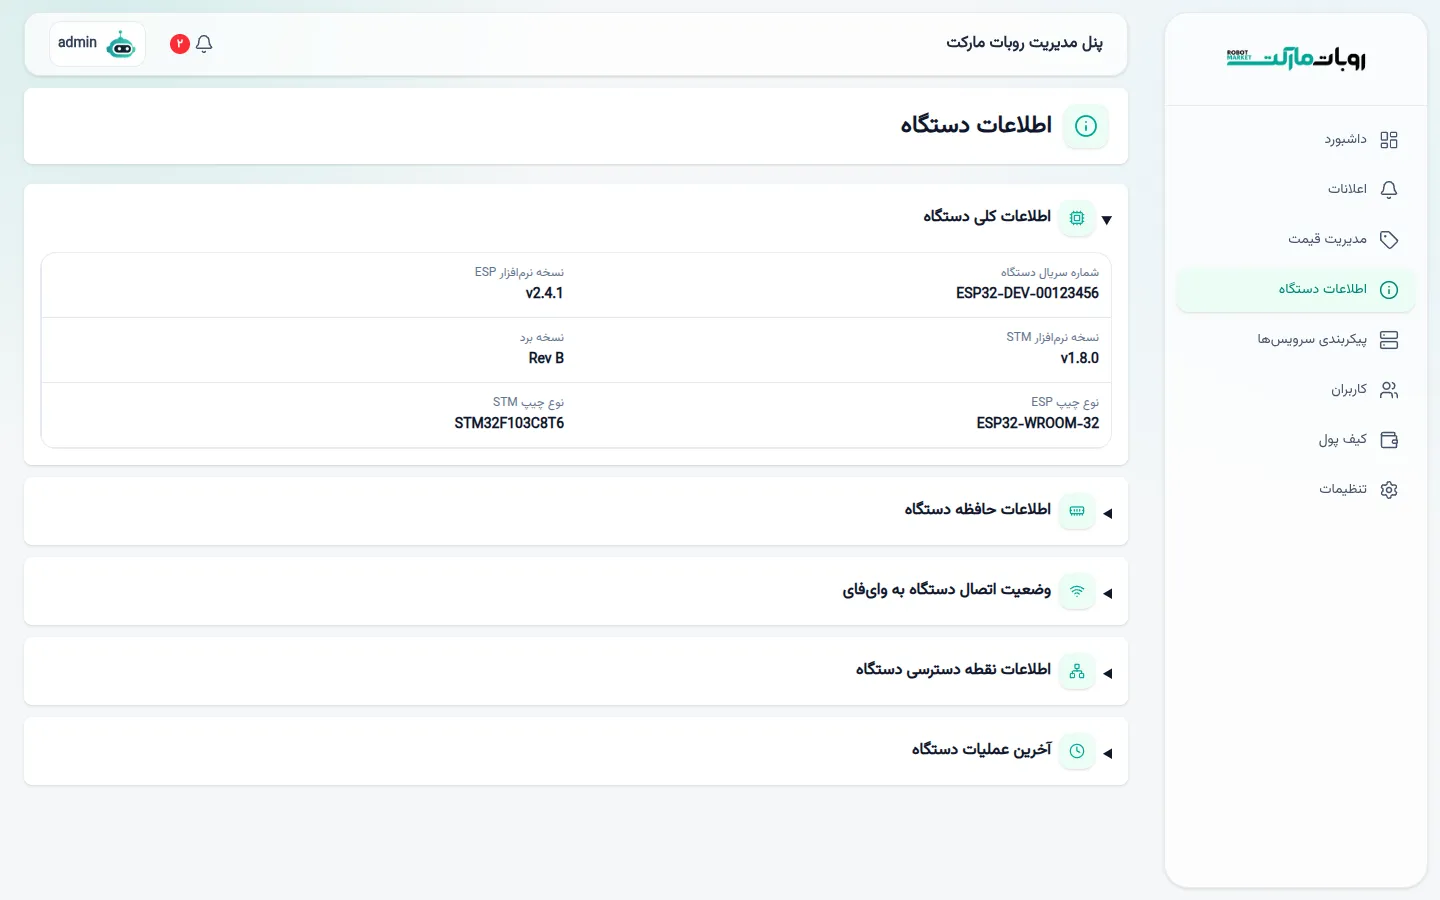 روبات‌مارکت
ROBOT
MARKET
داشبورد
اعلانات
مدیریت قیمت
اطلاعات دستگاه
پیکربندی سرویس‌ها
کاربران
کیف پول
تنظیمات
پنل مدیریت روبات مارکت
۲
admin
اطلاعات دستگاه
اطلاعات کلی دستگاه
شماره سریال دستگاه
ESP32-DEV-00123456
نسخه نرم‌افزار ESP
v2.4.1
نسخه نرم‌افزار STM
v1.8.0
نسخه برد
Rev B
نوع چیپ ESP
ESP32-WROOM-32
نوع چیپ STM
STM32F103C8T6
اطلاعات حافظه دستگاه
وضعیت اتصال دستگاه به وای‌فای
اطلاعات نقطه دسترسی دستگاه
آخرین عملیات دستگاه